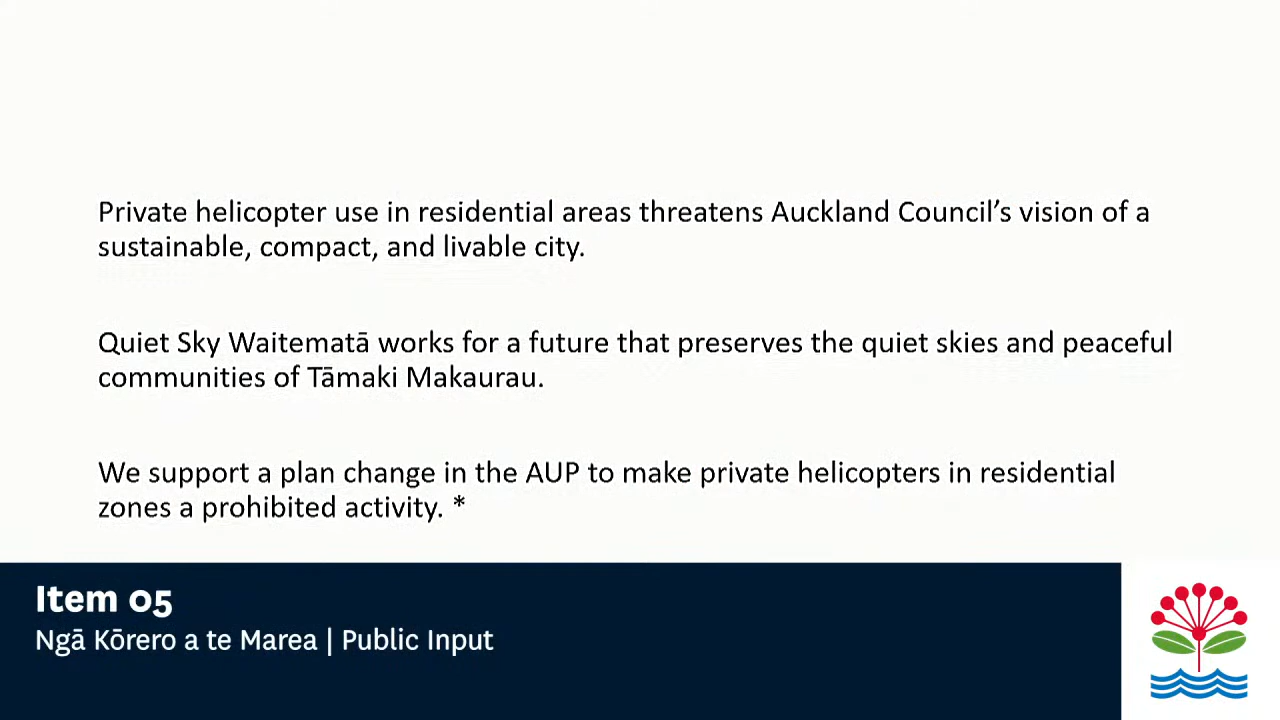 Private helicopter use in residential areas threatens Auckland Council's vision of a
sustainable, compact, and livable city.
Quiet Sky Waitematā works for a future that preserves the quiet skies and peaceful
communities of Tāmaki Makaurau.
We support a plan change in the AUP to make private helicopters in residential
zones a prohibited activity. *
Item 05
Ngā Kōrero a te Marea | Public Input